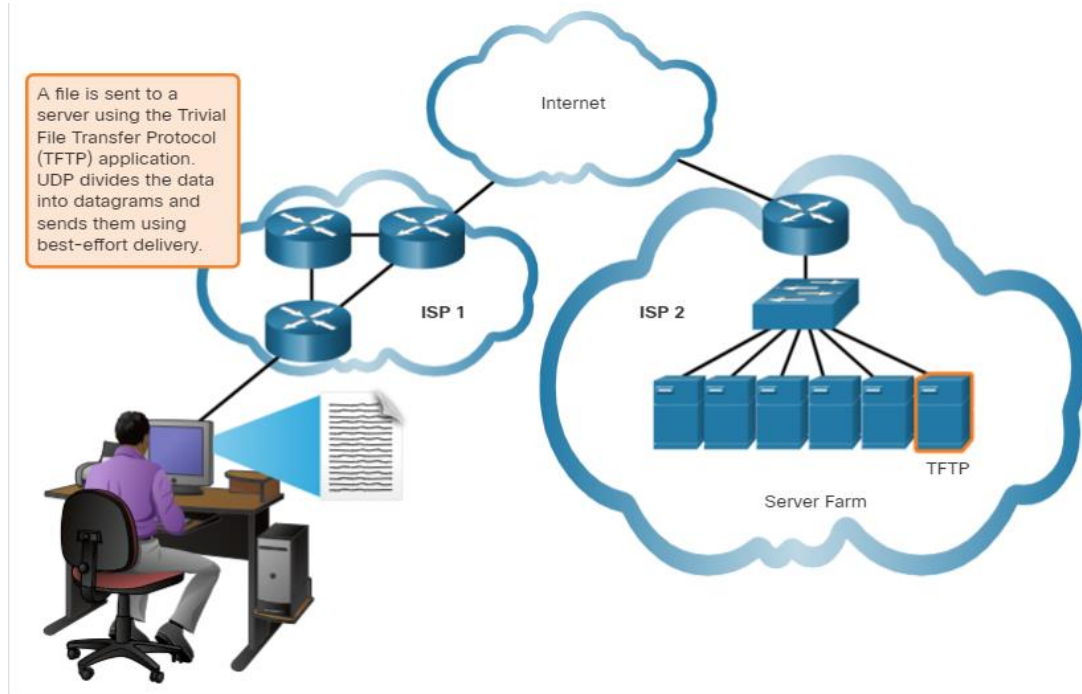 A file is sent to a
server using the Trivial
File Transfer Protocol
(TFTP) application.
UDP divides the data
into datagrams and
sends them using
best-effort delivery.
Internet
ISP 1
ISP 2
TFTP
Server Farm